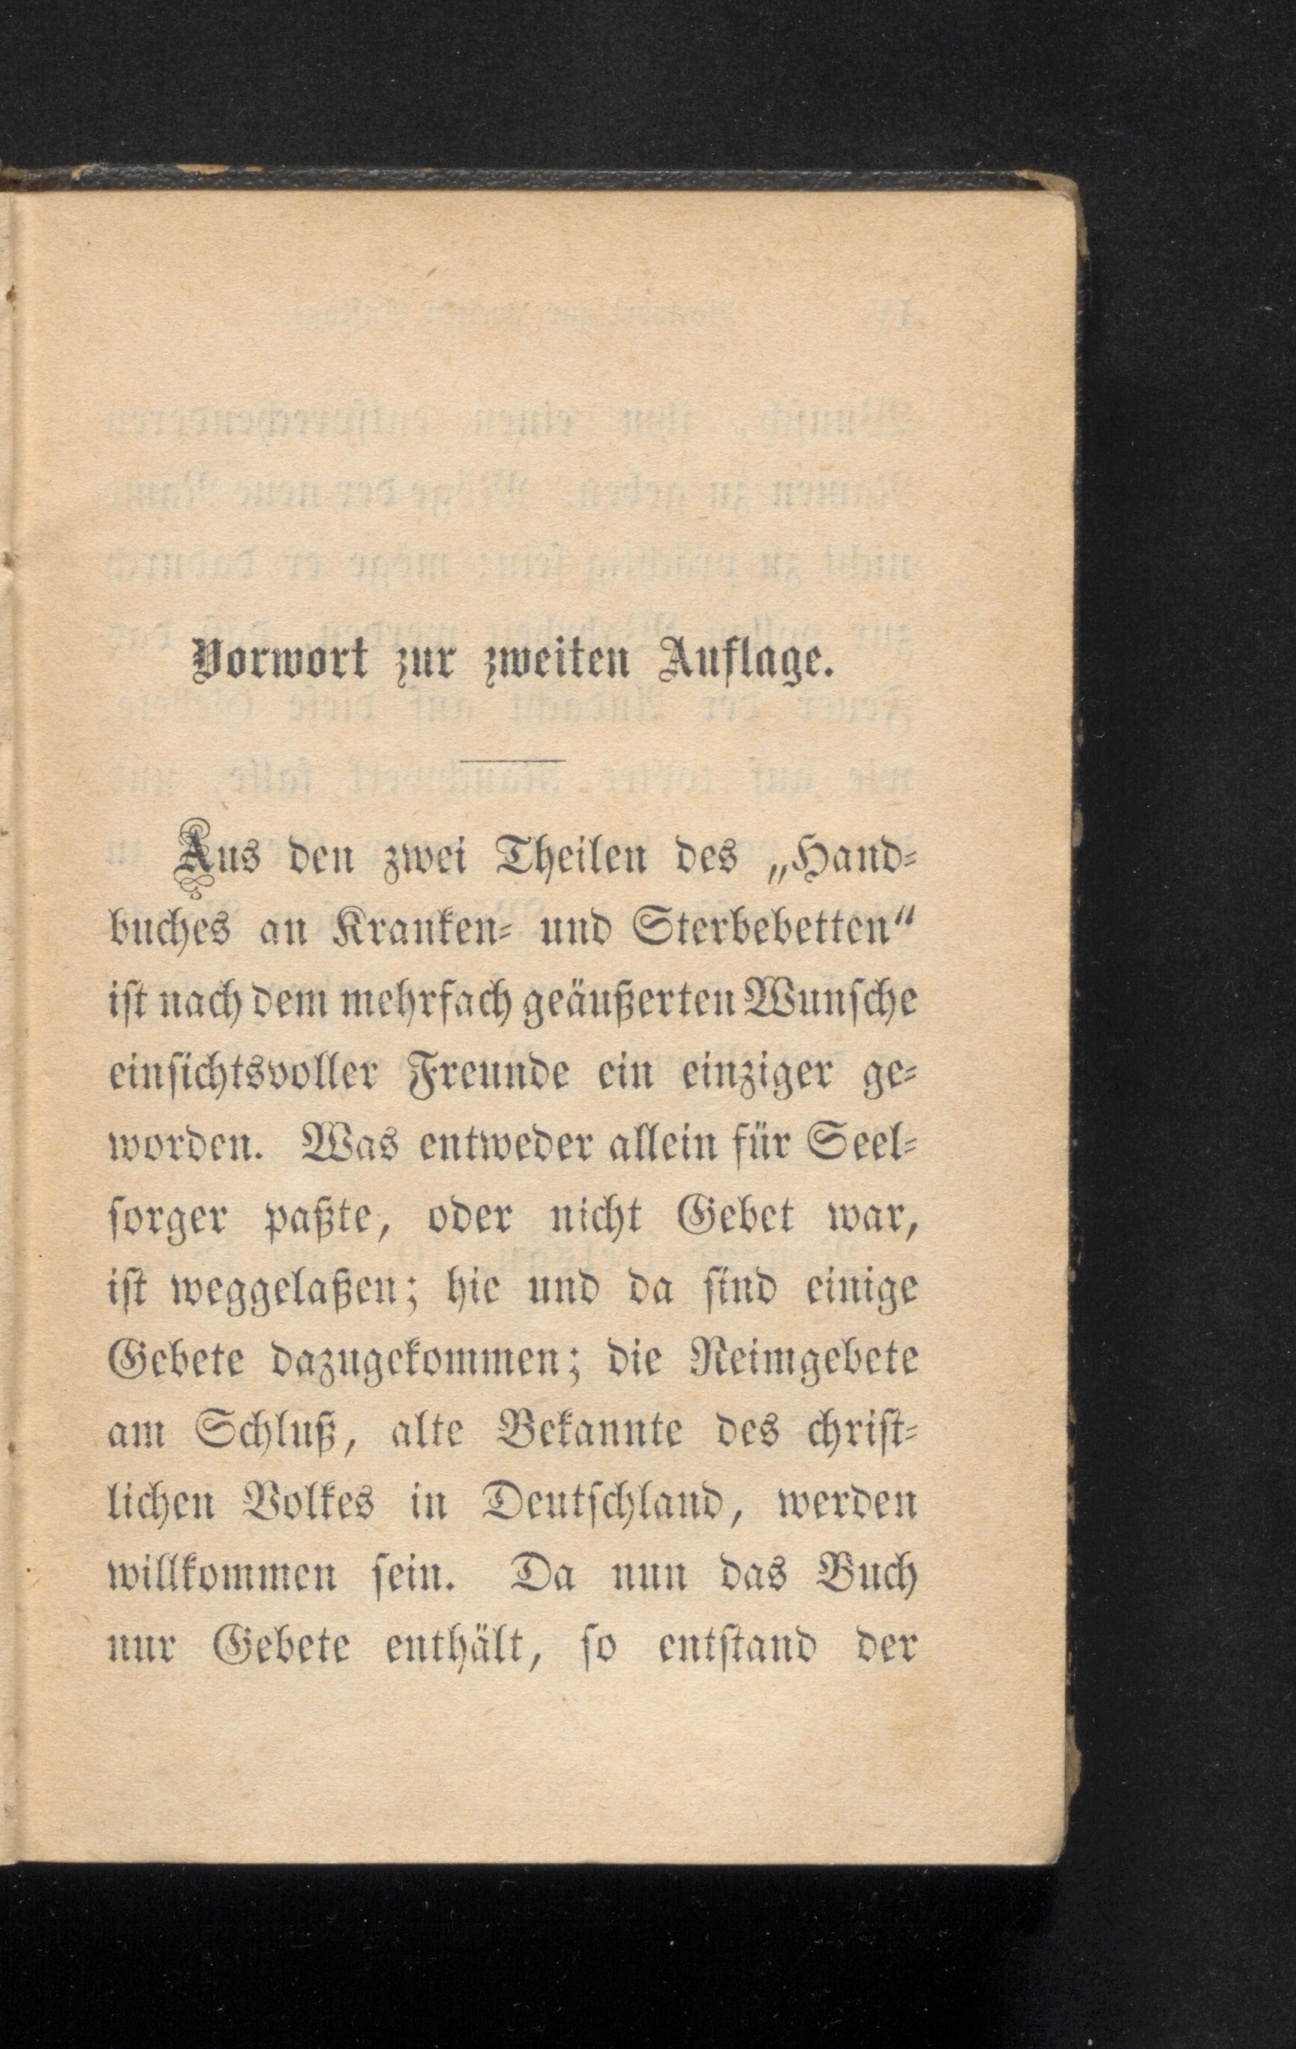 Vorwort zur zweiten Auflage.
Aus den zwei Theilen des „Hand-
buches an Kranken- und Sterbebetten“
ist nach dem mehrfach geäußerten Wunsche
einsichtsvoller Freunde ein einziger ge-
worden. Was entweder allein für Seel-
sorger paßte, oder nicht Gebet war,
ist weggelaßen; hie und da sind einige
Gebete dazugekommen; die Reimgebete
am Schluß, alte Bekannte des christ-
lichen Volkes in Deutschland, werden
willkommen sein. Da nun das Buch
nur Gebete enthält, so entstand der